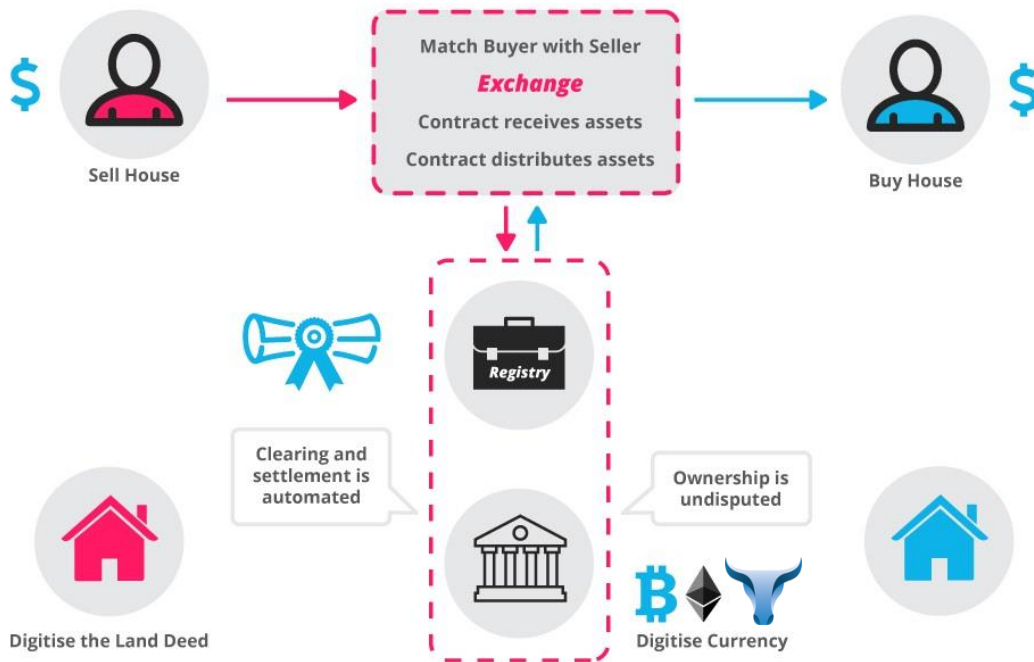 Match Buyer with Seller
Exchange
Contract receives assets
Contract distributes assets
$
$
Sell House
Buy House
Registry
Clearing and
settlement is
automated
Ownership is
undisputed
Digitise the Land Deed
Digitise Currency